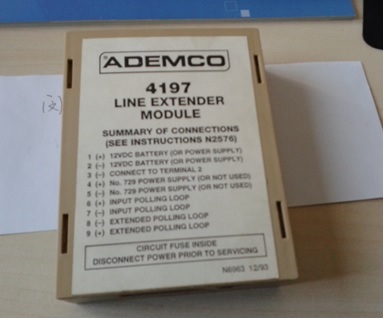 ®ADEMCO
4197
LINE EXTENDER
MODULE
SUMMARY OF CONNECTIONS
(SEE INSTRUCTIONS N2576)
1 (+) 12VDC BATTERY (OR POWER SUPPLY)
2 (–) 12VDC BATTERY (OR POWER SUPPLY)
3 (–) CONNECT TO TERMINAL 2
4 (+) No. 729 POWER SUPPLY (OR NOT USED)
5 (–) No. 729 POWER SUPPLY (OR NOT USED)
6 (+) INPUT POLLING LOOP
7 (–) INPUT POLLING LOOP
8 (–) EXTENDED POLLING LOOP
9 (+) EXTENDED POLLING LOOP
CIRCUIT FUSE INSIDE
DISCONNECT POWER PRIOR TO SERVICING
N6963 12/93